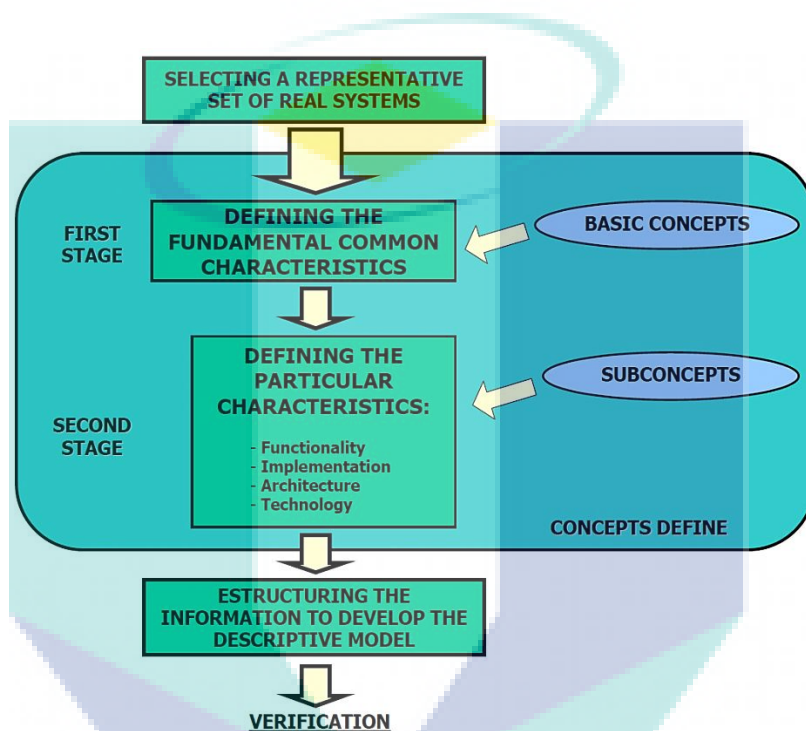 SELECTING A REPRESENTATIVE
SET OF REAL SYSTEMS
FIRST
STAGE
DEFINING THE
FUNDAMENTAL COMMON
CHARACTERISTICS
BASIC CONCEPTS
SECOND
STAGE
DEFINING THE
PARTICULAR
CHARACTERISTICS:
- Functionality
- Implementation
- Architecture
- Technology
SUBCONCEPTS
CONCEPTS DEFINE
ESTRUCTURING THE
INFORMATION TO DEVELOP THE
DESCRIPTIVE MODEL
VERIFICATION